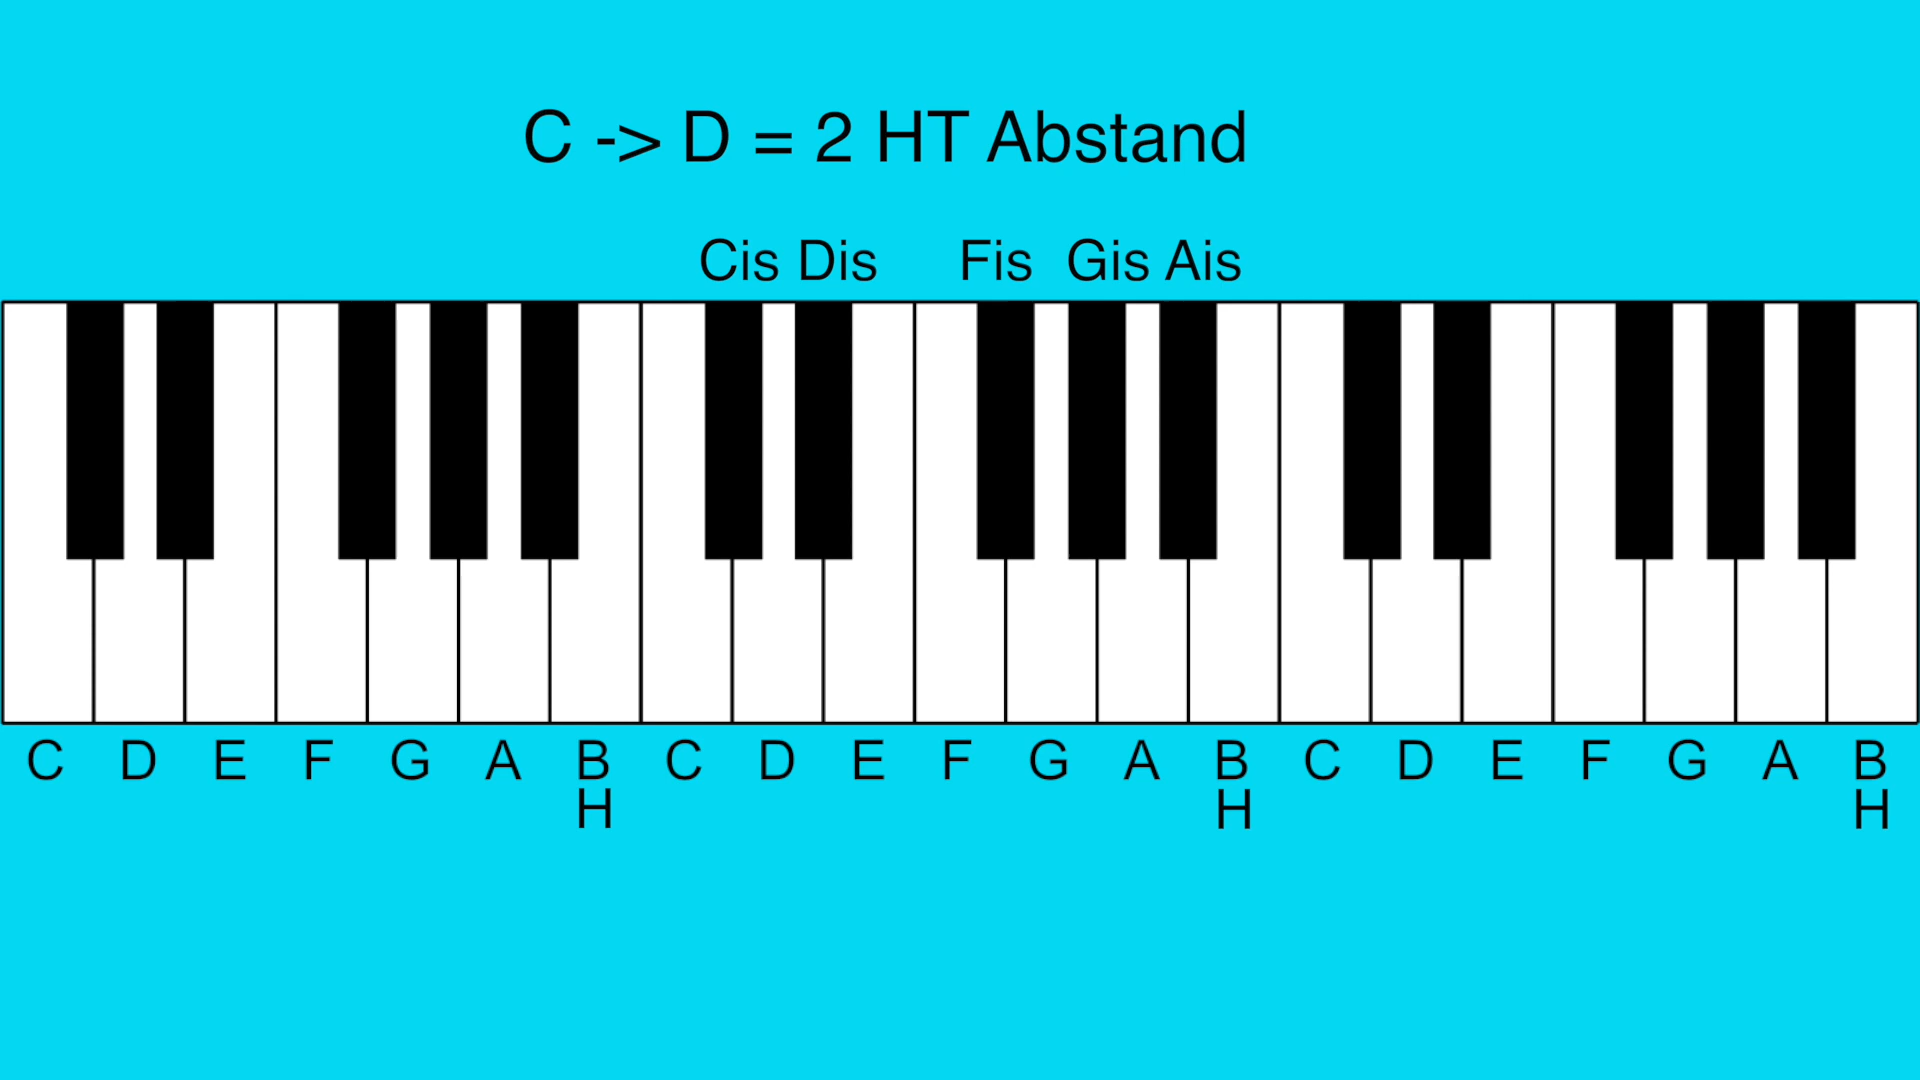 C -> D = 2 HT Abstand
Cis Dis Fis Gis Ais
C D E F G A B C D E F G A B C D E F G A B
H H H